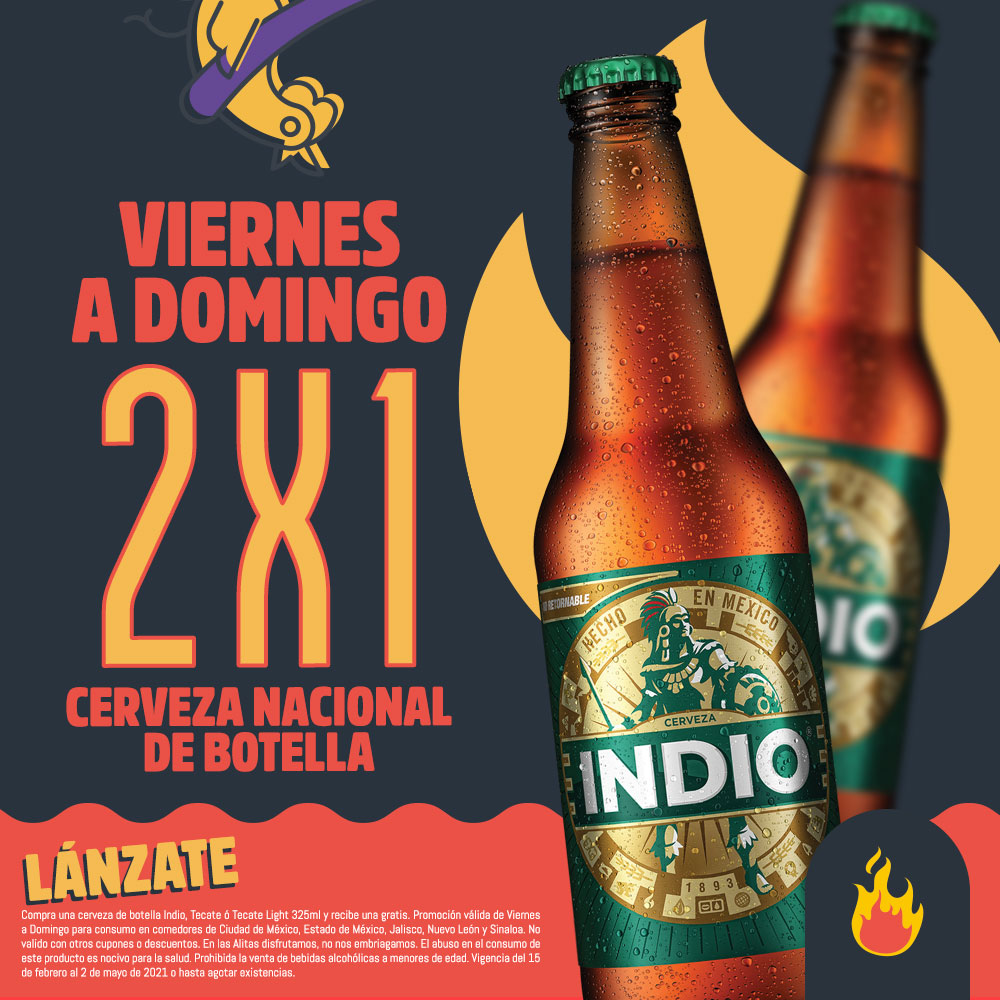 VIERNES
A DOMINGO
2X1
CERVEZA NACIONAL
DE BOTELLA
RETORNABLE
HECHO EN MEXICO
CERVEZA
INDIO
1893
DIO
LÁNZATE
Compra una cerveza de botella Indio, Tecate ó Tecate Light 325ml y recibe una gratis. Promoción válida de Viernes
a Domingo para consumo en comedores de Ciudad de México, Estado de México, Jalisco, Nuevo León y Sinaloa. No
valido con otros cupones o descuentos. En las Alitas disfrutamos, no nos embriagamos. El abuso en el consumo de
este producto es nocivo para la salud. Prohibida la venta de bebidas alcohólicas a menores de edad. Vigencia del 15
de febrero al 2 de mayo de 2021 o hasta agotar existencias.